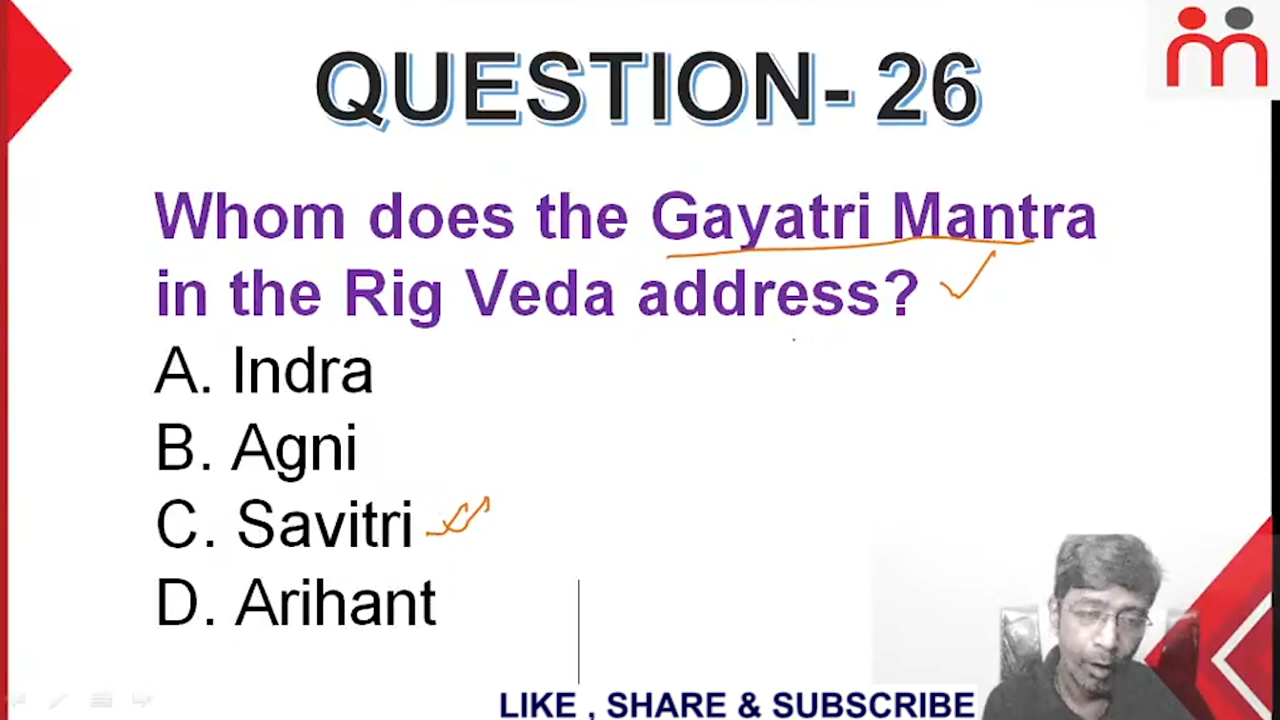 QUESTION- 26
Whom does the Gayatri Mantra
in the Rig Veda address?
A. Indra
B. Agni
C. Savitri
D. Arihant
LIKE , SHARE & SUBSCRIBE